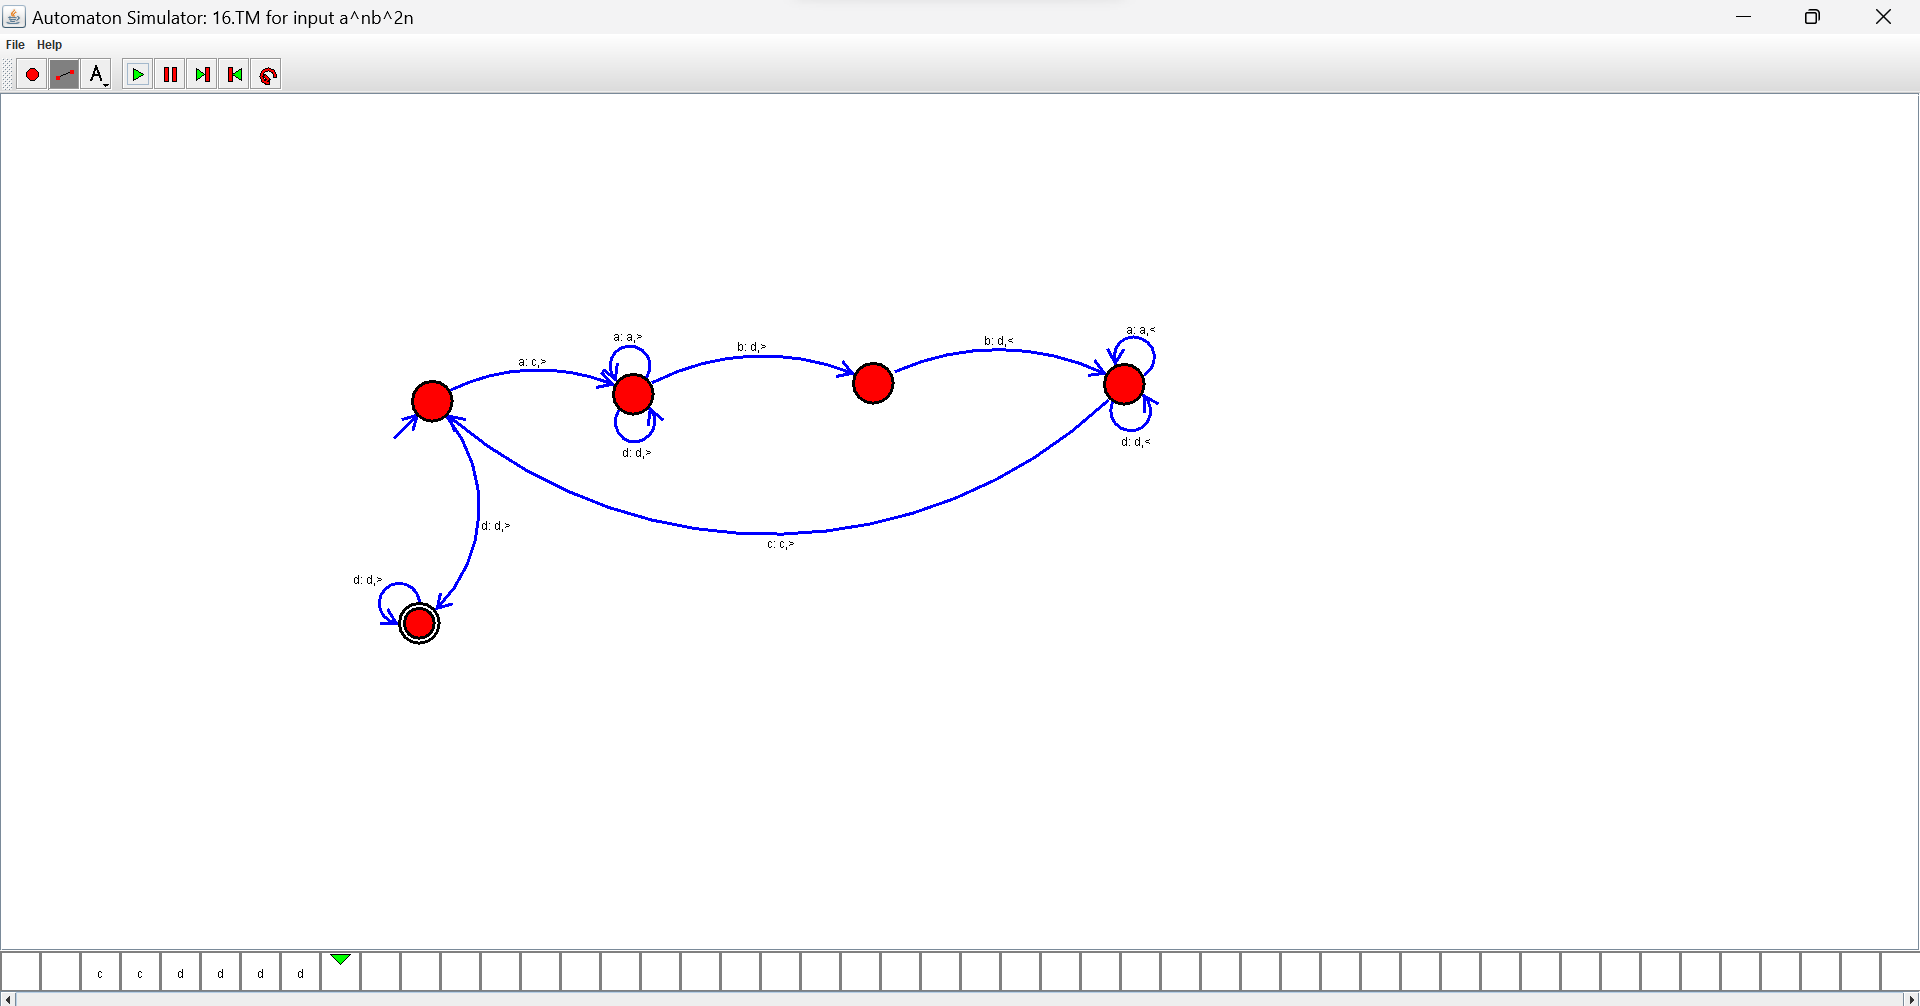 Automaton Simulator: 16.TM for input a^nb^2n
File Help
A
a: a,<
a: a,>
b: d,<
b: d,>
a: c,>
d: d,<
d: d,>
d: d,>
c: c,>
d: d,>
c c d d d d